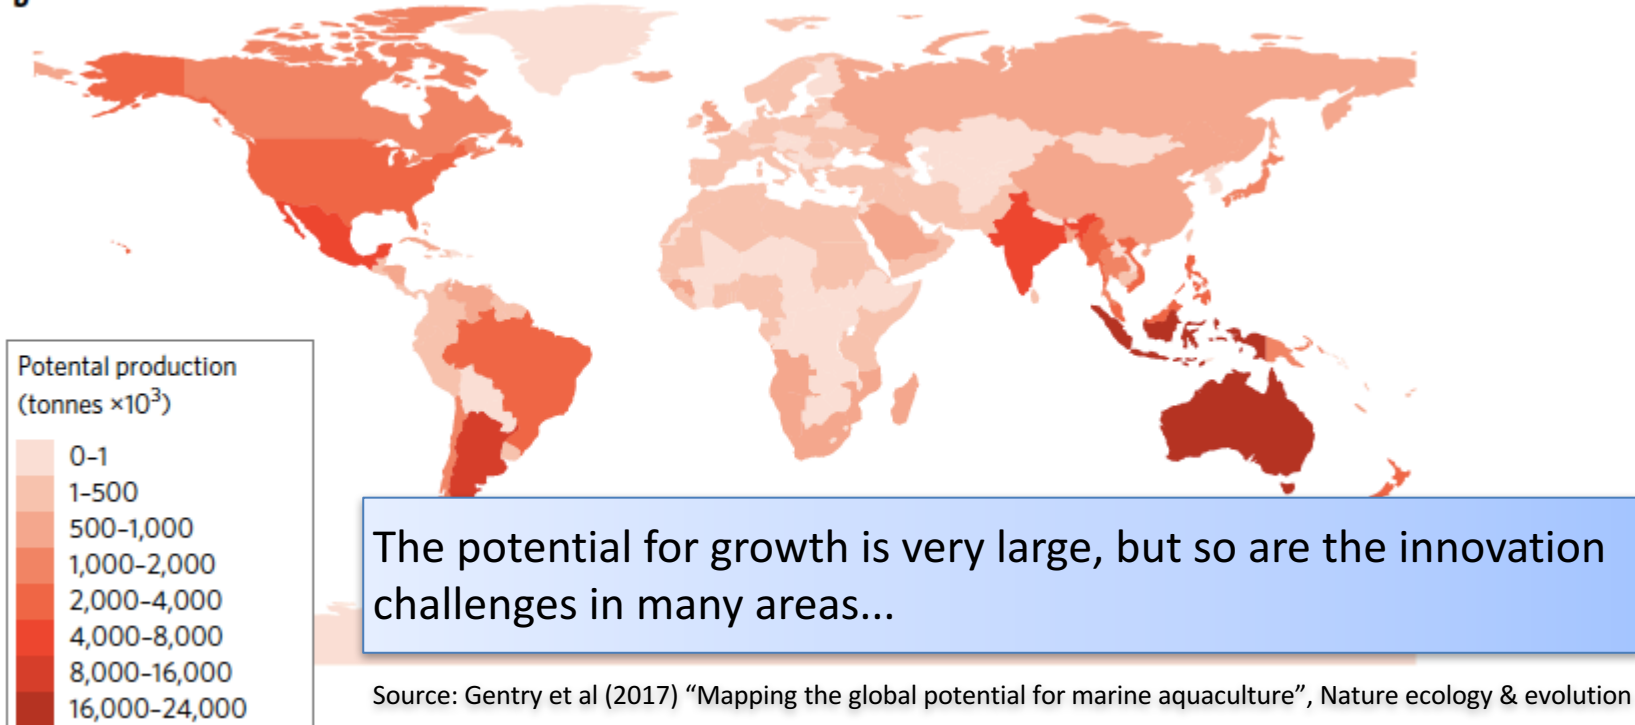 Potental production
(tonnes ×10³)
0–1
1–500
500–1,000
1,000–2,000
2,000–4,000
4,000–8,000
8,000–16,000
16,000–24,000
The potential for growth is very large, but so are the innovation
challenges in many areas...
Source: Gentry et al (2017) “Mapping the global potential for marine aquaculture”, Nature ecology & evolution